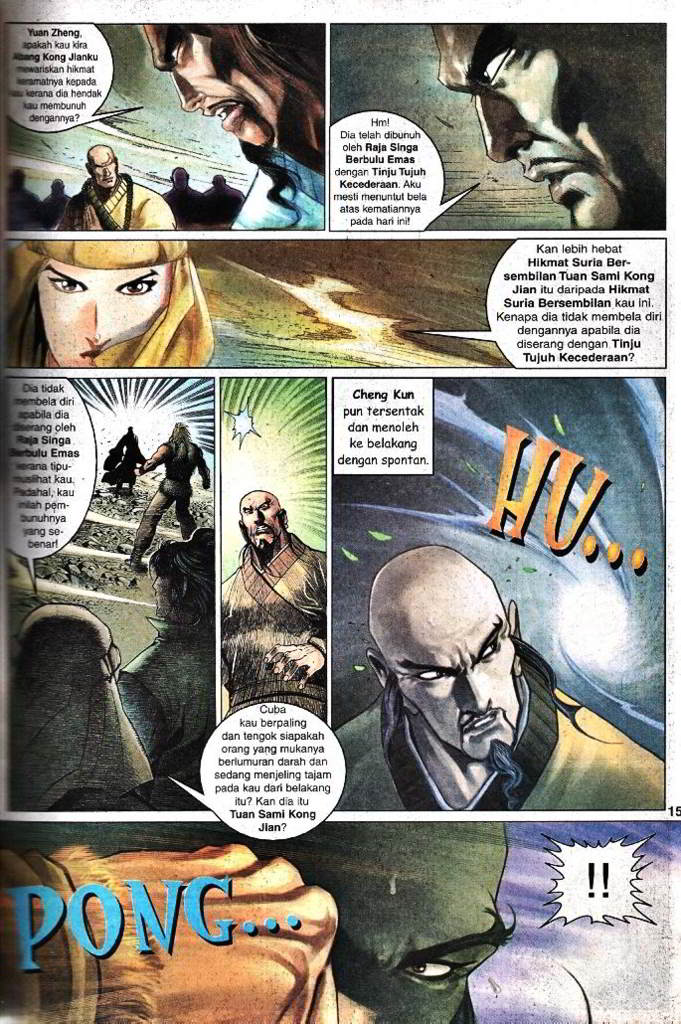 Yuan Zheng,
apakah kau kira
Abang Kong Jianku
mewariskan hikmat
keramatnya kepada
kau kerana dia hendak
kau membunuh
dengannya?
Hm!
Dia telah dibunuh
oleh Raja Singa
Berbulu Emas
dengan Tinju Tujuh
Kecederaan. Aku
mesti menuntut bela
atas kematiannya
pada hari ini!
Kan lebih hebat
Hikmat Suria Ber-
sembilan Tuan Sami Kong
Jian itu daripada Hikmat
Suria Bersembilan kau ini.
Kenapa dia tidak membela diri
dengannya apabila dia
diserang dengan Tinju
Tujuh Kecederaan?
Dia tidak
membela diri
apabila dia
diserang oleh
Raja Singa
Berbulu Emas
kerana tipu-
muslihat kau.
Padahal, kau
ialah pem-
bunuhnya
yang se-
benar!
Cuba
kau berpaling
dan tengok siapakah
orang yang mukanya
berlumuran darah dan
sedang menjeling tajam
pada kau dari belakang
itu? Kan dia itu
Tuan Sami Kong
Jian?
Cheng Kun
pun tersentak
dan menoleh
ke belakang
dengan spontan.
HU...
15
PONG...
!!